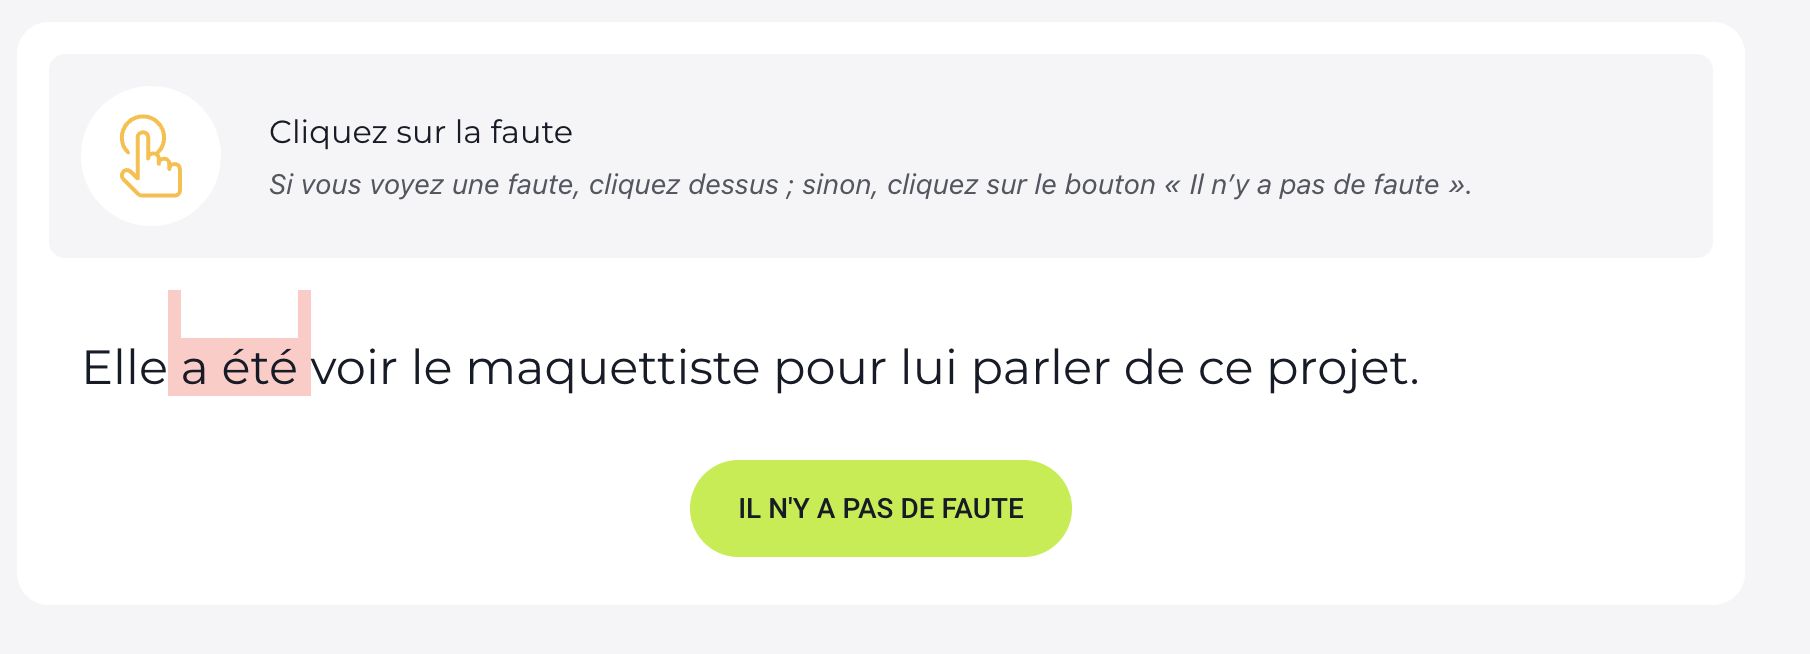 Cliquez sur la faute
Si vous voyez une faute, cliquez dessus ; sinon, cliquez sur le bouton « Il n’y a pas de faute ».
Elle a été voir le maquettiste pour lui parler de ce projet.
IL N'Y A PAS DE FAUTE